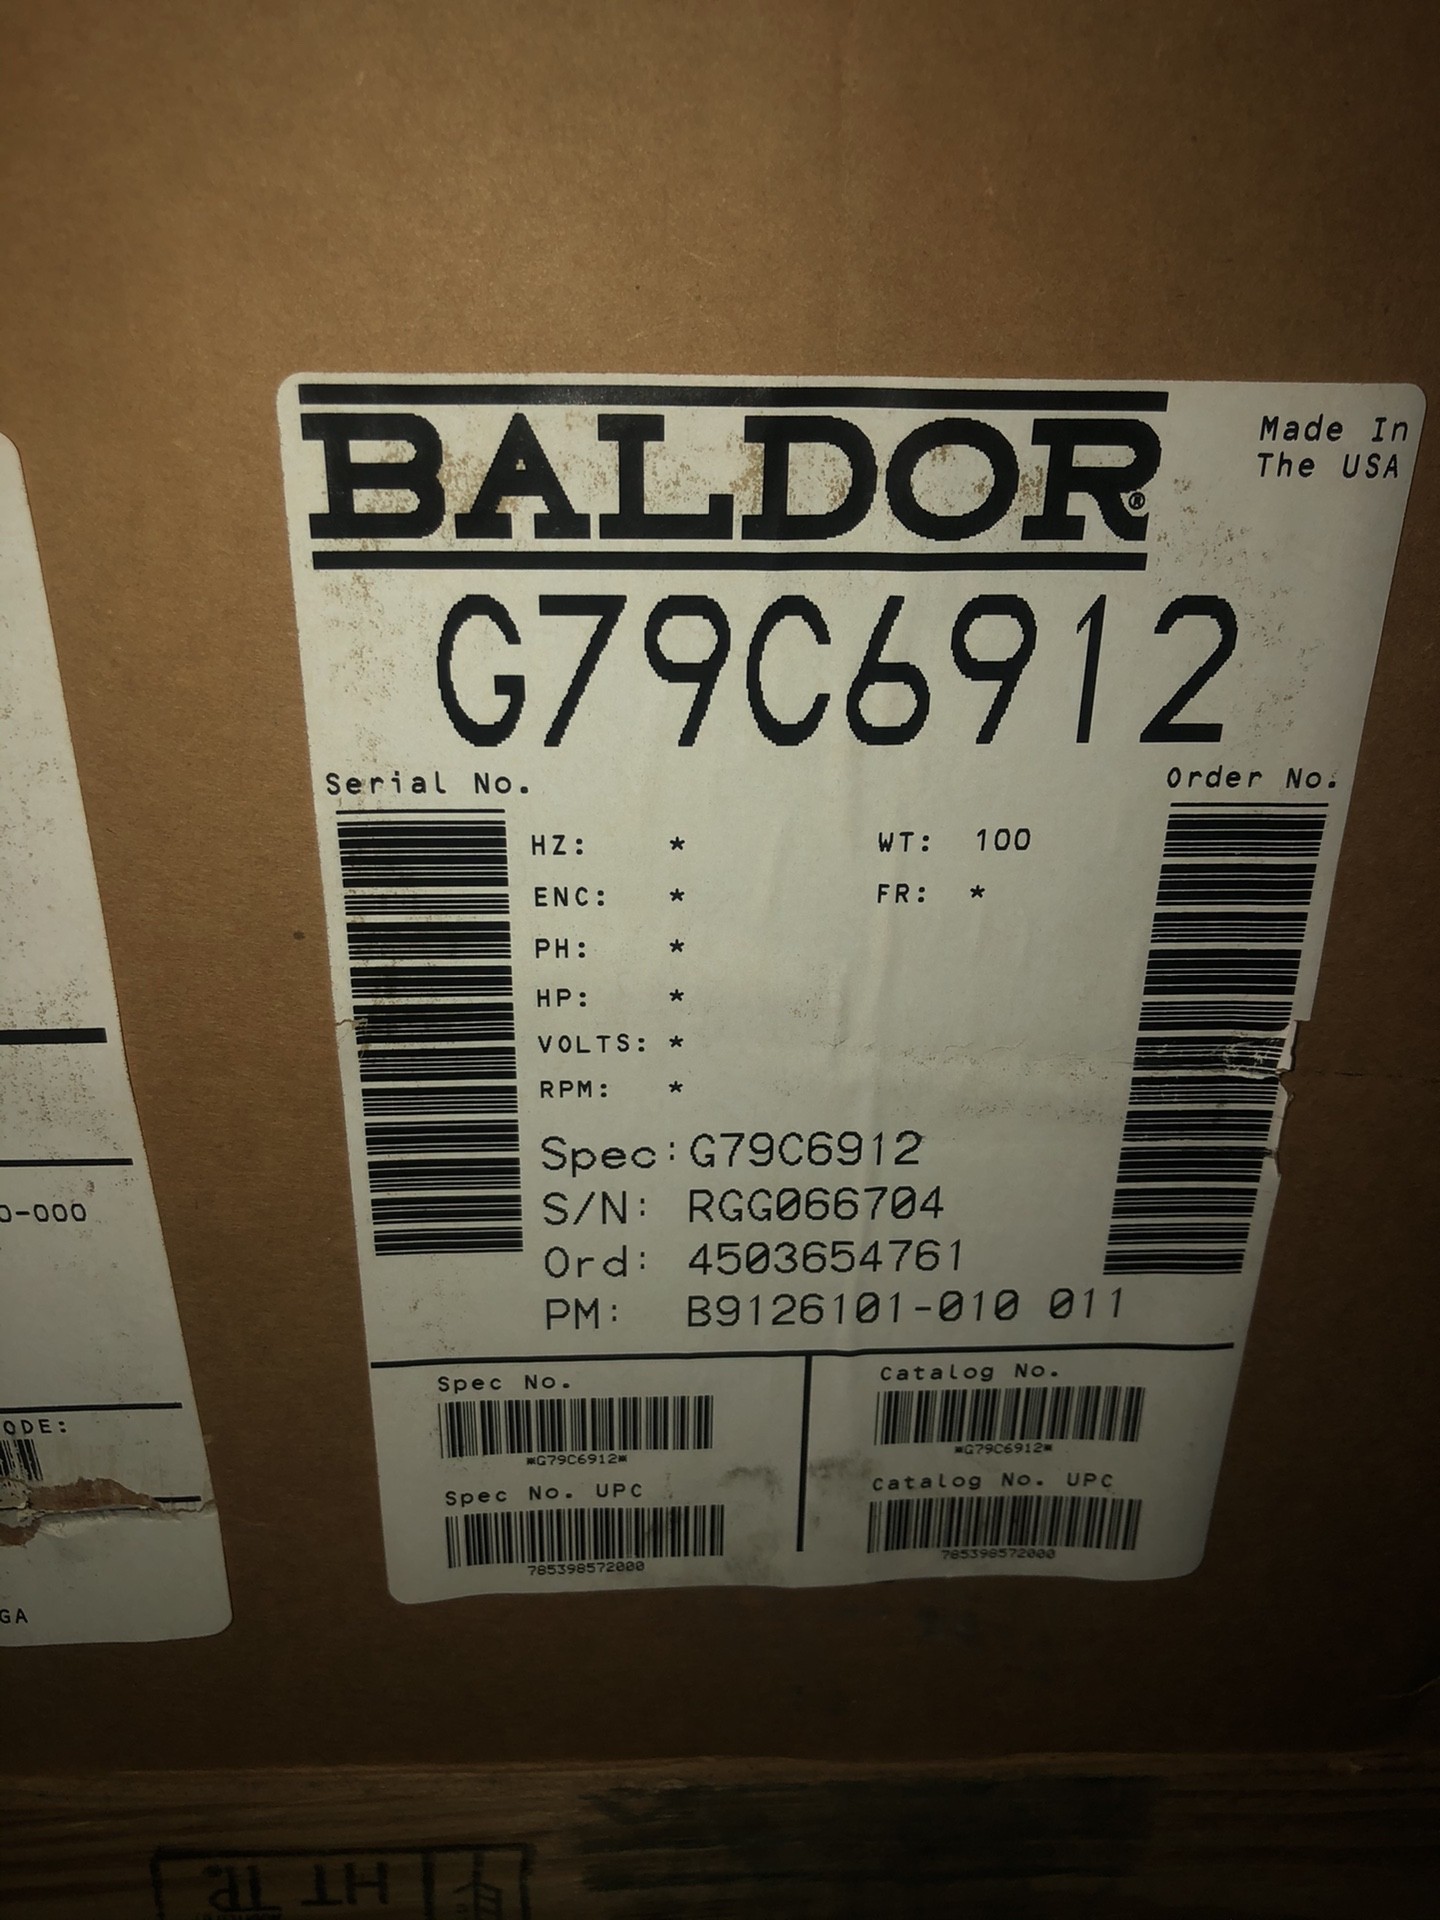 BALDOR®
Made In
The USA
G79C6912
Serial No.
Order No.
HZ: *
WT: 100
ENC: *
FR: *
PH: *
HP: *
VOLTS: *
RPM: *
Spec: G79C6912
S/N: RGG066704
Ord: 4503654761
PM: B9126101-010 011
Spec No.
*G79C6912*
Spec No. UPC
785398572000
Catalog No.
*G79C6912*
Catalog No. UPC
785398572000
0-000
ODE:
GA
HT